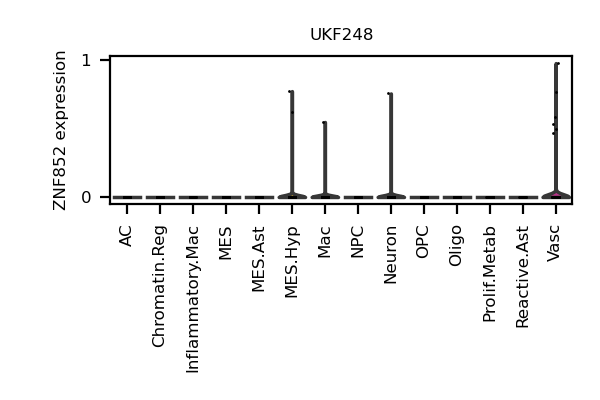 UKF248
ZNF852 expression
1
0
AC
Chromatin.Reg
Inflammatory.Mac
MES
MES.Ast
MES.Hyp
Mac
NPC
Neuron
OPC
Oligo
Prolif.Metab
Reactive.Ast
Vasc